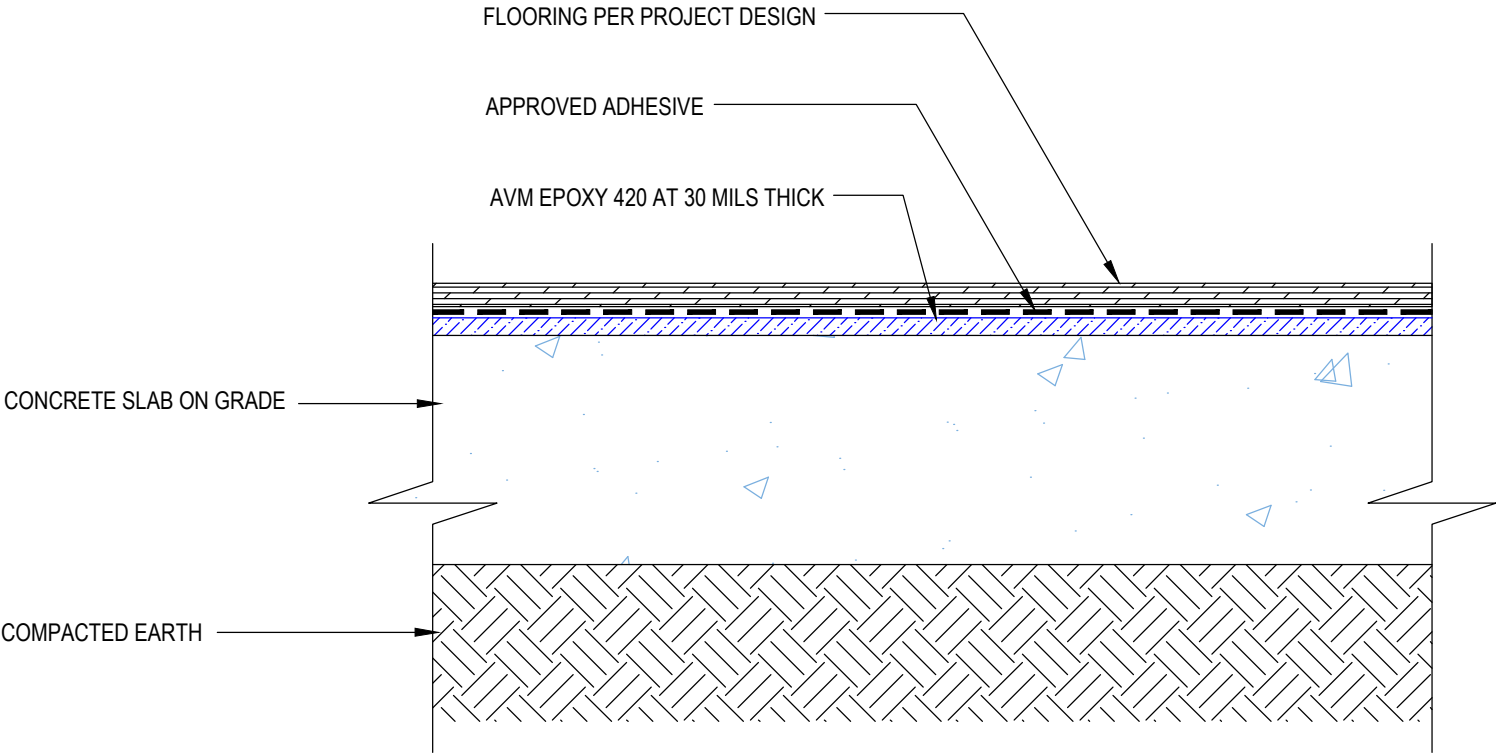 FLOORING PER PROJECT DESIGN
APPROVED ADHESIVE
AVM EPOXY 420 AT 30 MILS THICK
CONCRETE SLAB ON GRADE
COMPACTED EARTH